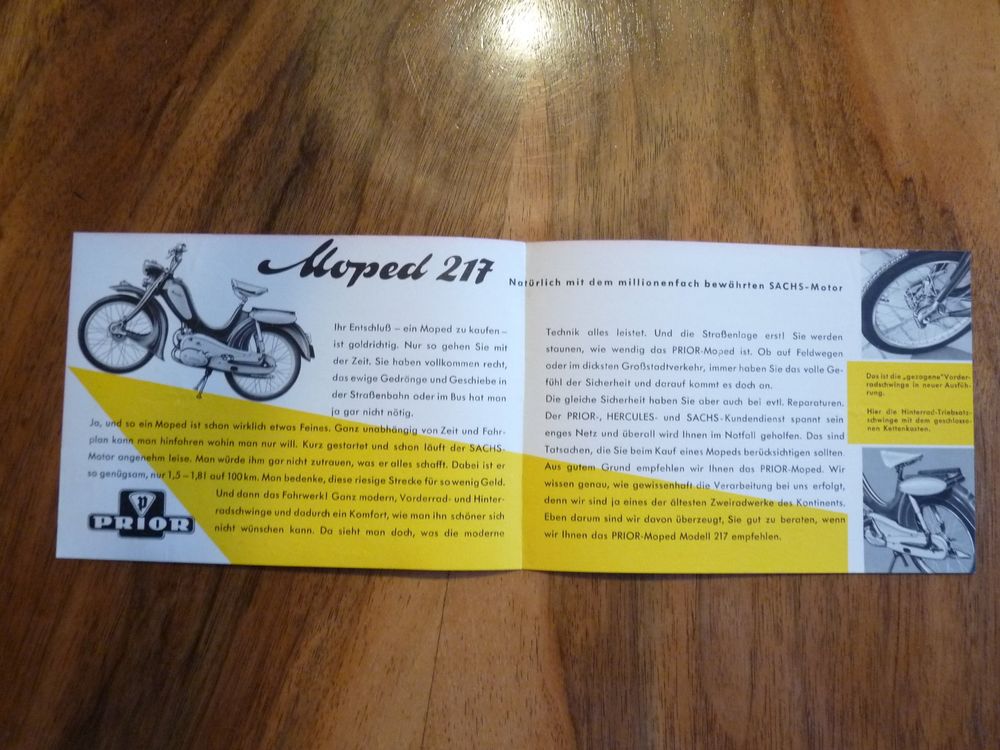 Moped 217
Natürlich mit dem millionenfach bewährten SACHS-Motor
Ihr Entschluß – ein Moped zu kaufen –
ist goldrichtig. Nur so gehen Sie mit
der Zeit. Sie haben vollkommen recht,
das ewige Gedränge und Geschiebe in
der Straßenbahn oder im Bus hat man
ja gar nicht nötig.
Ja, und so ein Moped ist schon wirklich etwas Feines. Ganz unabhängig von Zeit und Fahr-
plan kann man hinfahren wohin man nur will. Kurz gestartet und schon läuft der SACHS-
Motor angenehm leise. Man würde ihm gar nicht zutrauen, was er alles schafft. Dabei ist er
so genügsam, nur 1,5 – 1,8 l auf 100 km. Man bedenke, diese riesige Strecke für so wenig Geld.
Und dann das Fahrwerk! Ganz modern, Vorderrad- und Hinter-
radschwinge und dadurch ein Komfort, wie man ihn schöner sich
nicht wünschen kann. Da sieht man doch, was die moderne
P
PRIOR
Technik alles leistet. Und die Straßenlage erst! Sie werden
staunen, wie wendig das PRIOR-Moped ist. Ob auf Feldwegen
oder im dicksten Großstadtverkehr, immer haben Sie das volle Ge-
fühl der Sicherheit und darauf kommt es doch an.
Die gleiche Sicherheit haben Sie aber auch bei evtl. Reparaturen.
Der PRIOR-, HERCULES- und SACHS-Kundendienst spannt sein
enges Netz und überall wird Ihnen im Notfall geholfen. Das sind
Tatsachen, die Sie beim Kauf eines Mopeds berücksichtigen sollten.
Aus gutem Grund empfehlen wir Ihnen das PRIOR-Moped. Wir
wissen genau, wie gewissenhaft die Verarbeitung bei uns erfolgt,
denn wir sind ja eines der ältesten Zweiradwerke des Kontinents.
Eben darum sind wir davon überzeugt, Sie gut zu beraten, wenn
wir Ihnen das PRIOR-Moped Modell 217 empfehlen.
Das ist die „gezogene" Vorder-
radschwinge in neuer Ausfüh-
rung.
Hier die Hinterrad-Triebsatz-
schwinge mit dem geschlosse-
nen Kettenkasten.